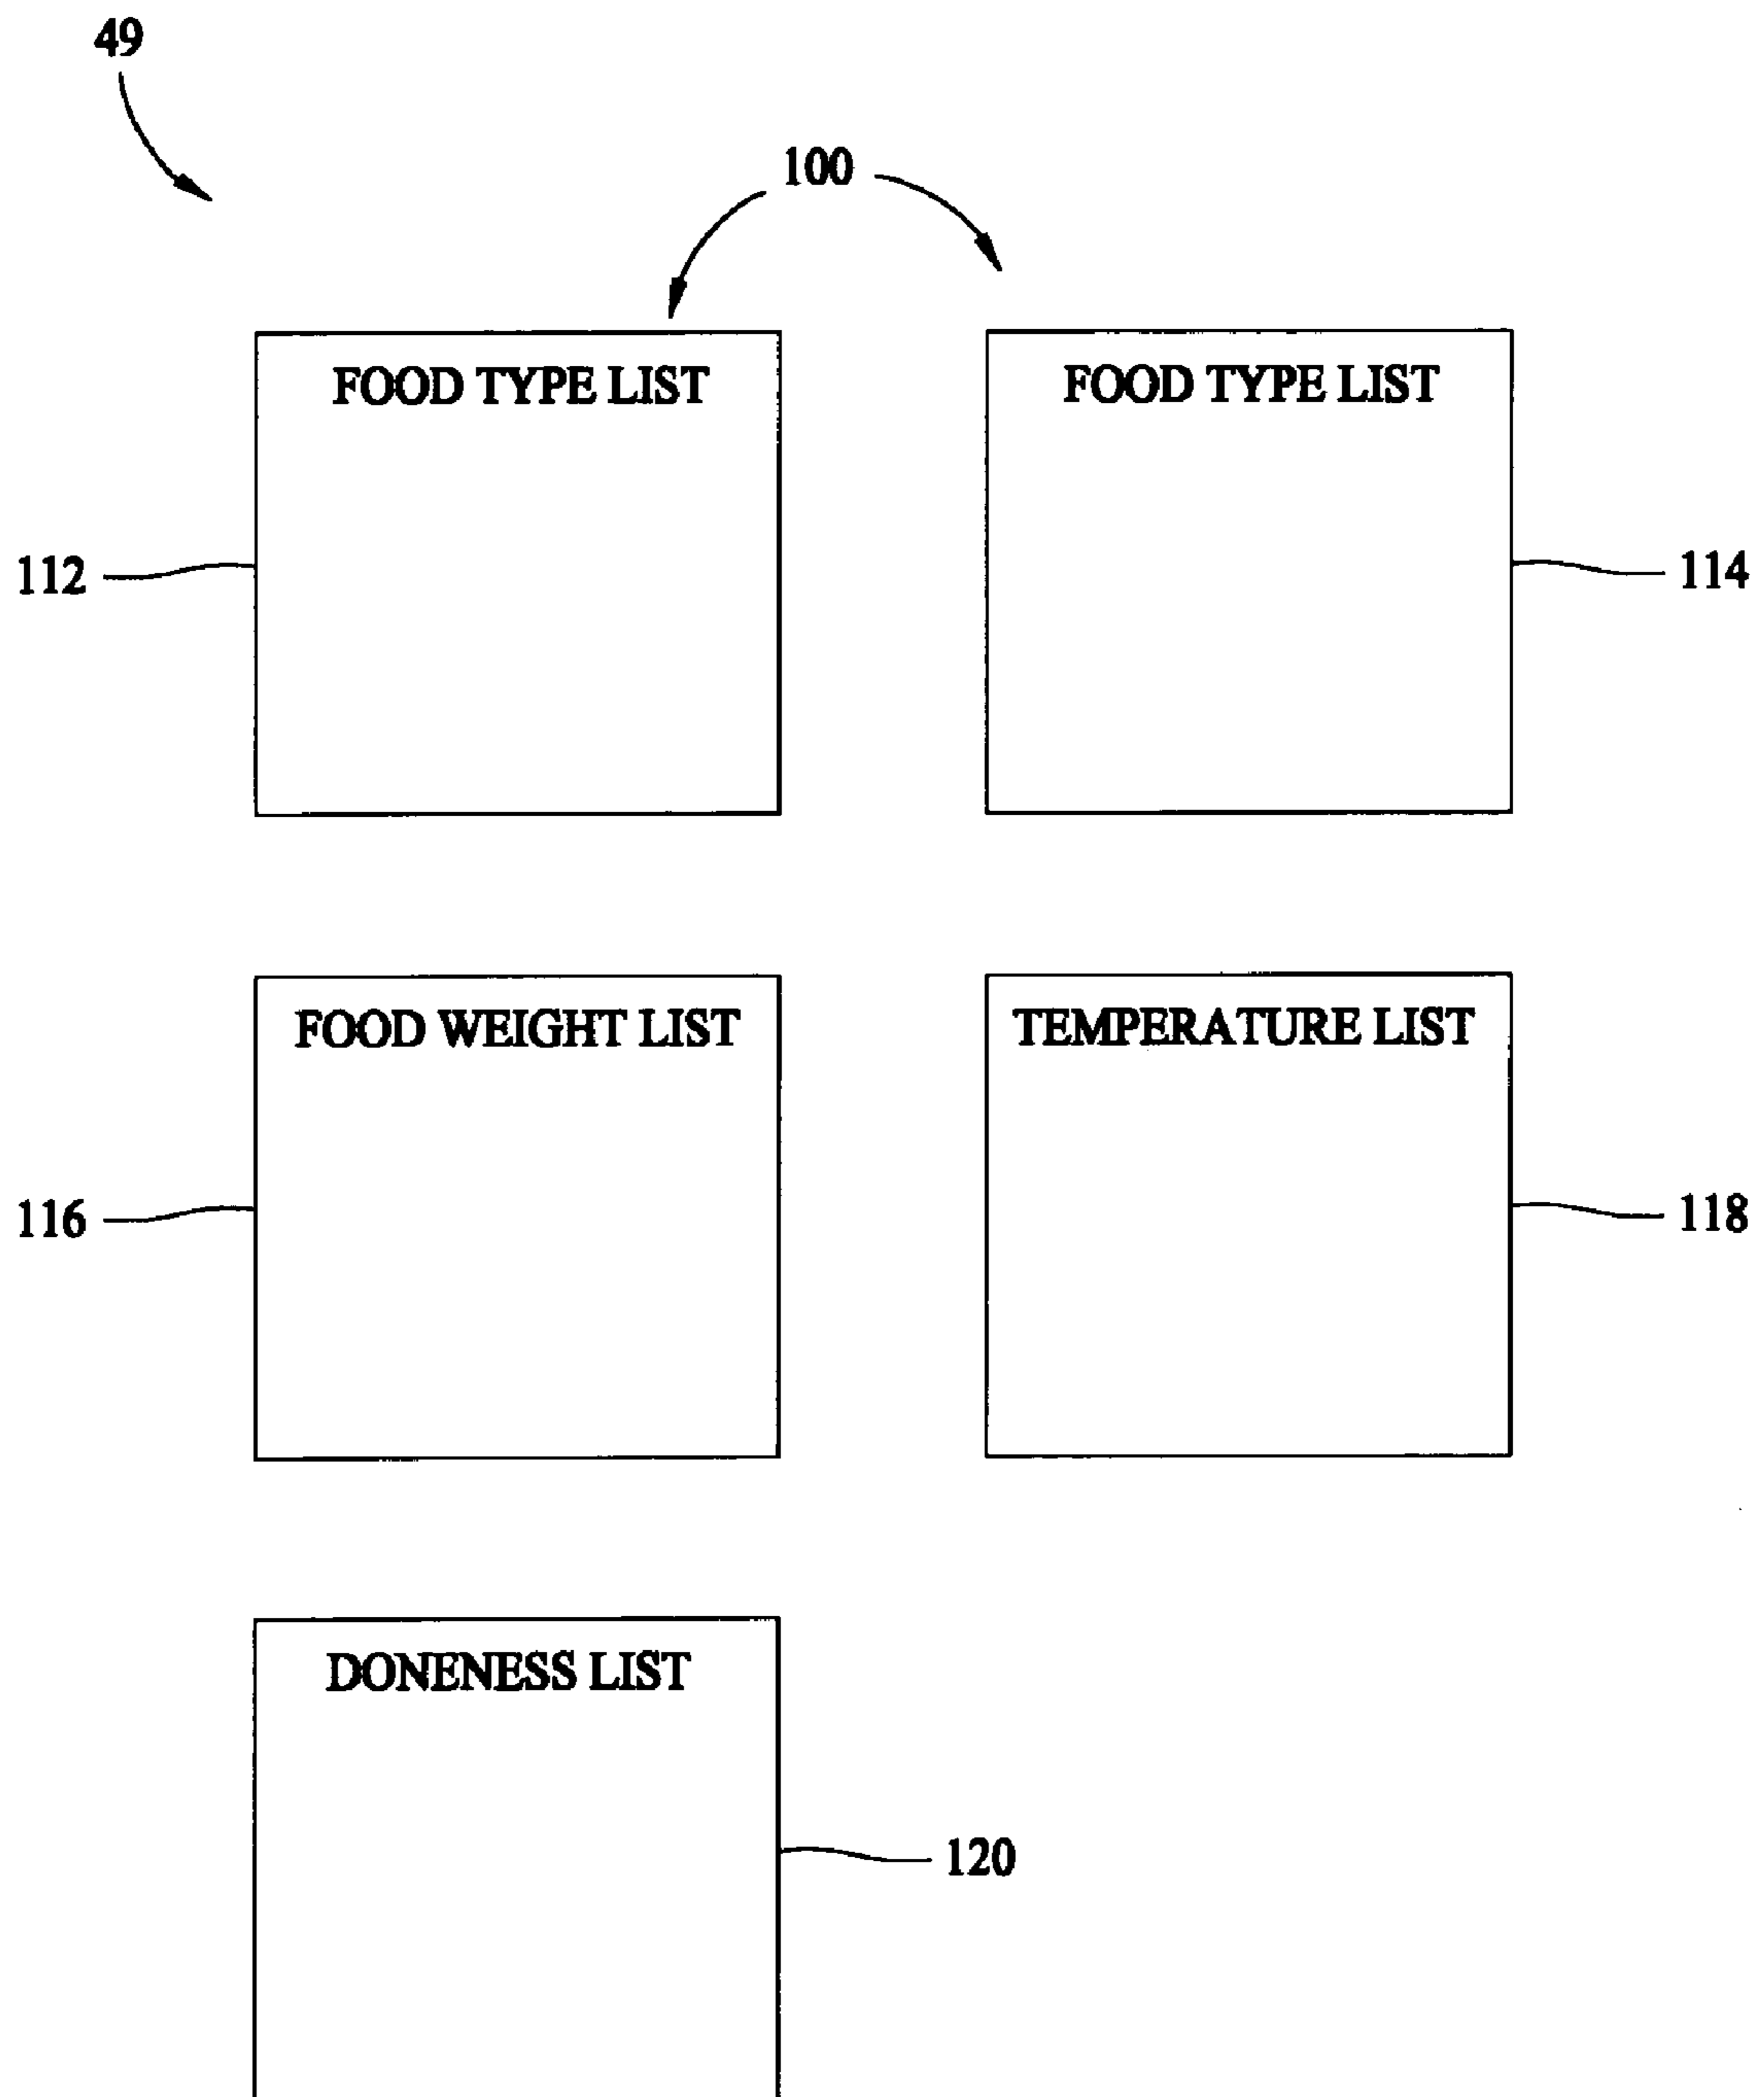 49
100
FOOD TYPE LIST
FOOD TYPE LIST
112
114
FOOD WEIGHT LIST
TEMPERATURE LIST
116
118
DONENESS LIST
120